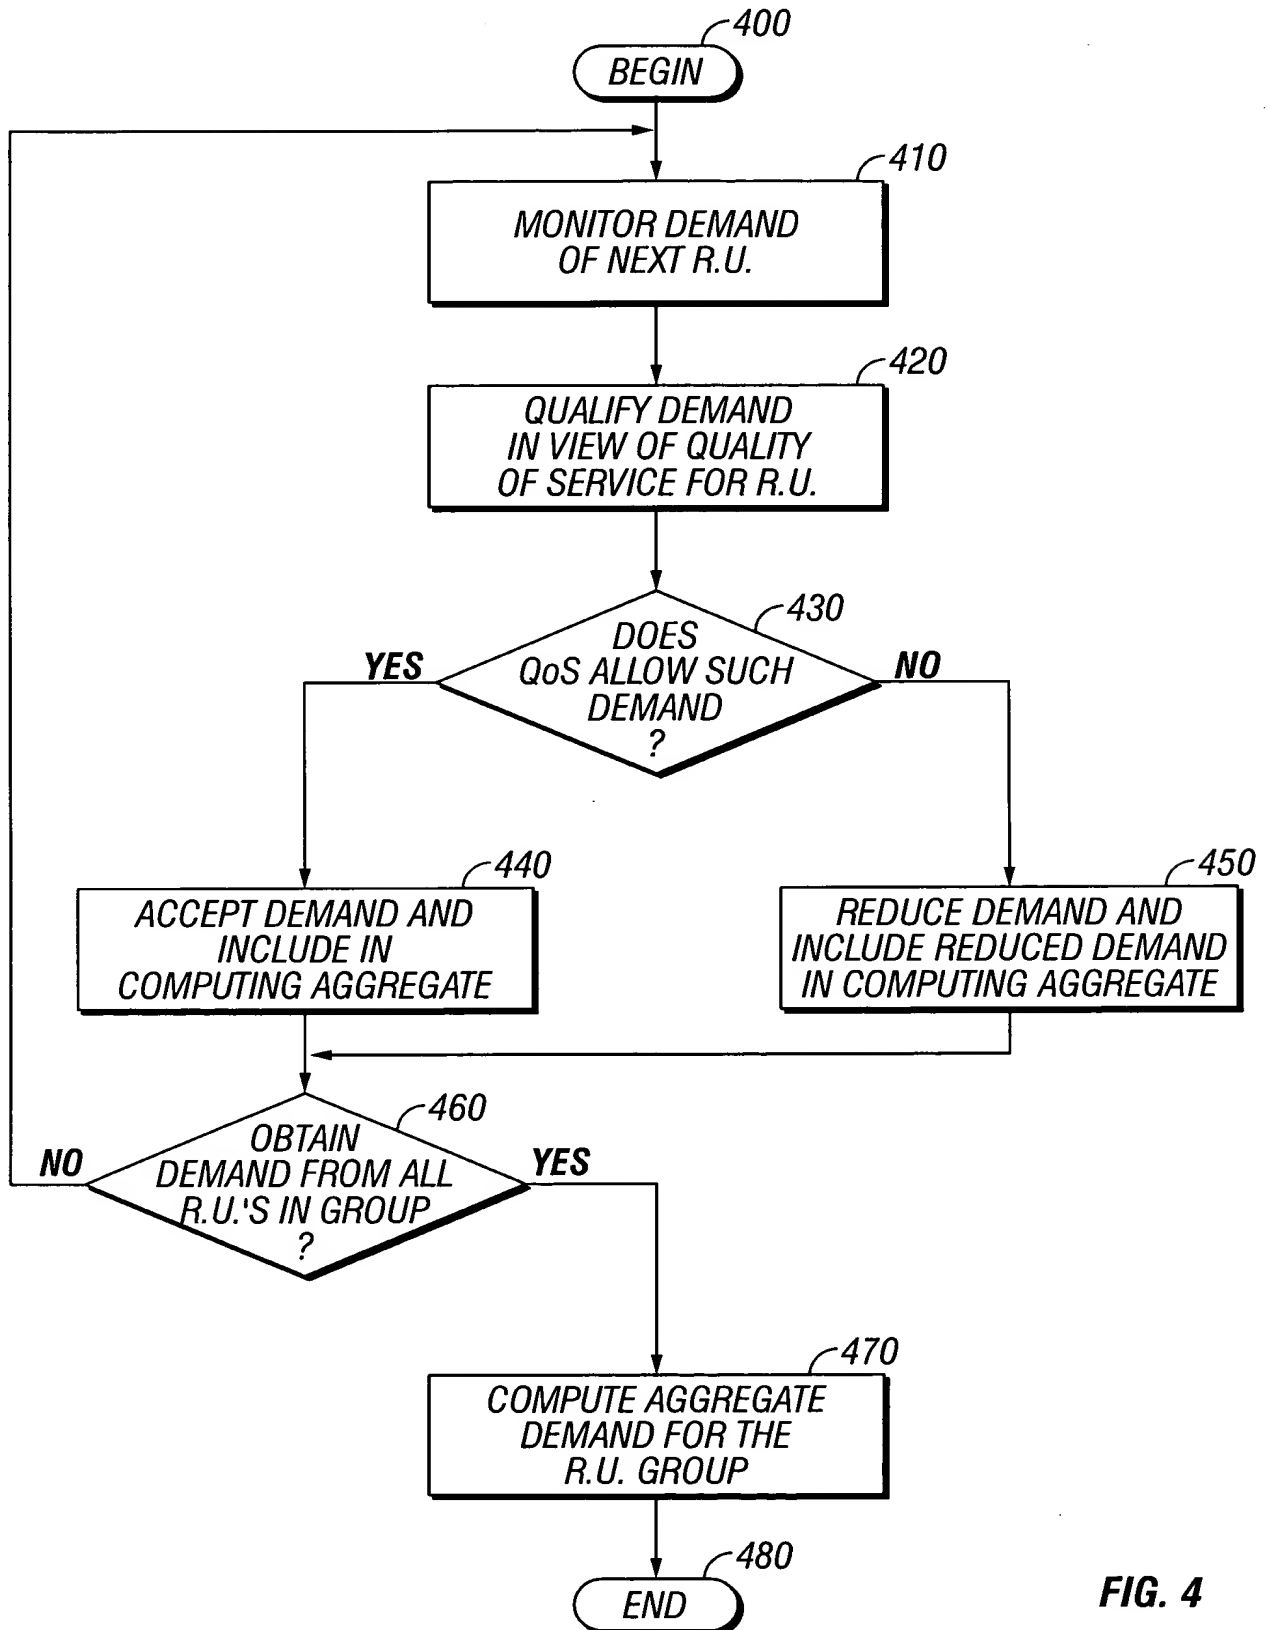 400
BEGIN
410
MONITOR DEMAND
OF NEXT R.U.
420
QUALIFY DEMAND
IN VIEW OF QUALITY
OF SERVICE FOR R.U.
430
DOES
QoS ALLOW SUCH
DEMAND
?
YES
NO
440
ACCEPT DEMAND AND
INCLUDE IN
COMPUTING AGGREGATE
450
REDUCE DEMAND AND
INCLUDE REDUCED DEMAND
IN COMPUTING AGGREGATE
460
OBTAIN
DEMAND FROM ALL
R.U.'S IN GROUP
?
NO
YES
470
COMPUTE AGGREGATE
DEMAND FOR THE
R.U. GROUP
480
END
FIG. 4